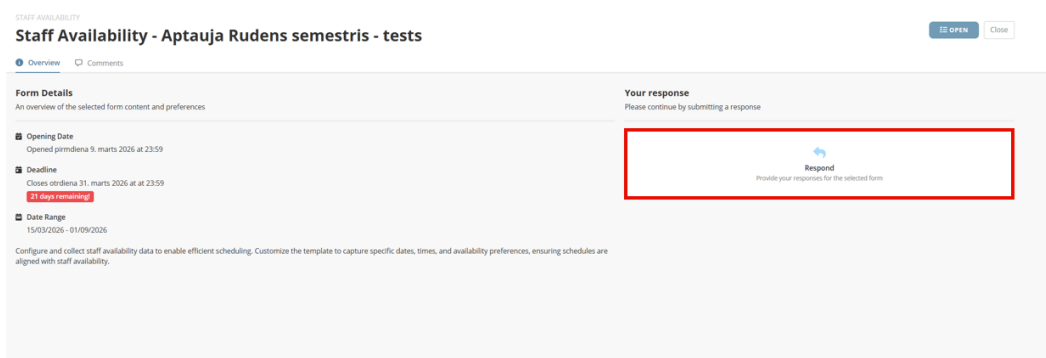 STAFF AVAILABILITY
Staff Availability - Aptauja Rudens semestris - tests
OPEN
Close
Overview
Comments
Form Details
An overview of the selected form content and preferences
Opening Date
Opened pirmdiena 9. marts 2026 at at 23:59
Deadline
Closes otrdiena 31. marts 2026 at at 23:59
21 days remaining!
Date Range
15/03/2026 - 01/09/2026
Configure and collect staff availability data to enable efficient scheduling. Customize the template to capture specific dates, times, and availability preferences, ensuring schedules are
aligned with staff availability.
Your response
Please continue by submitting a response
Respond
Provide your responses for the selected form